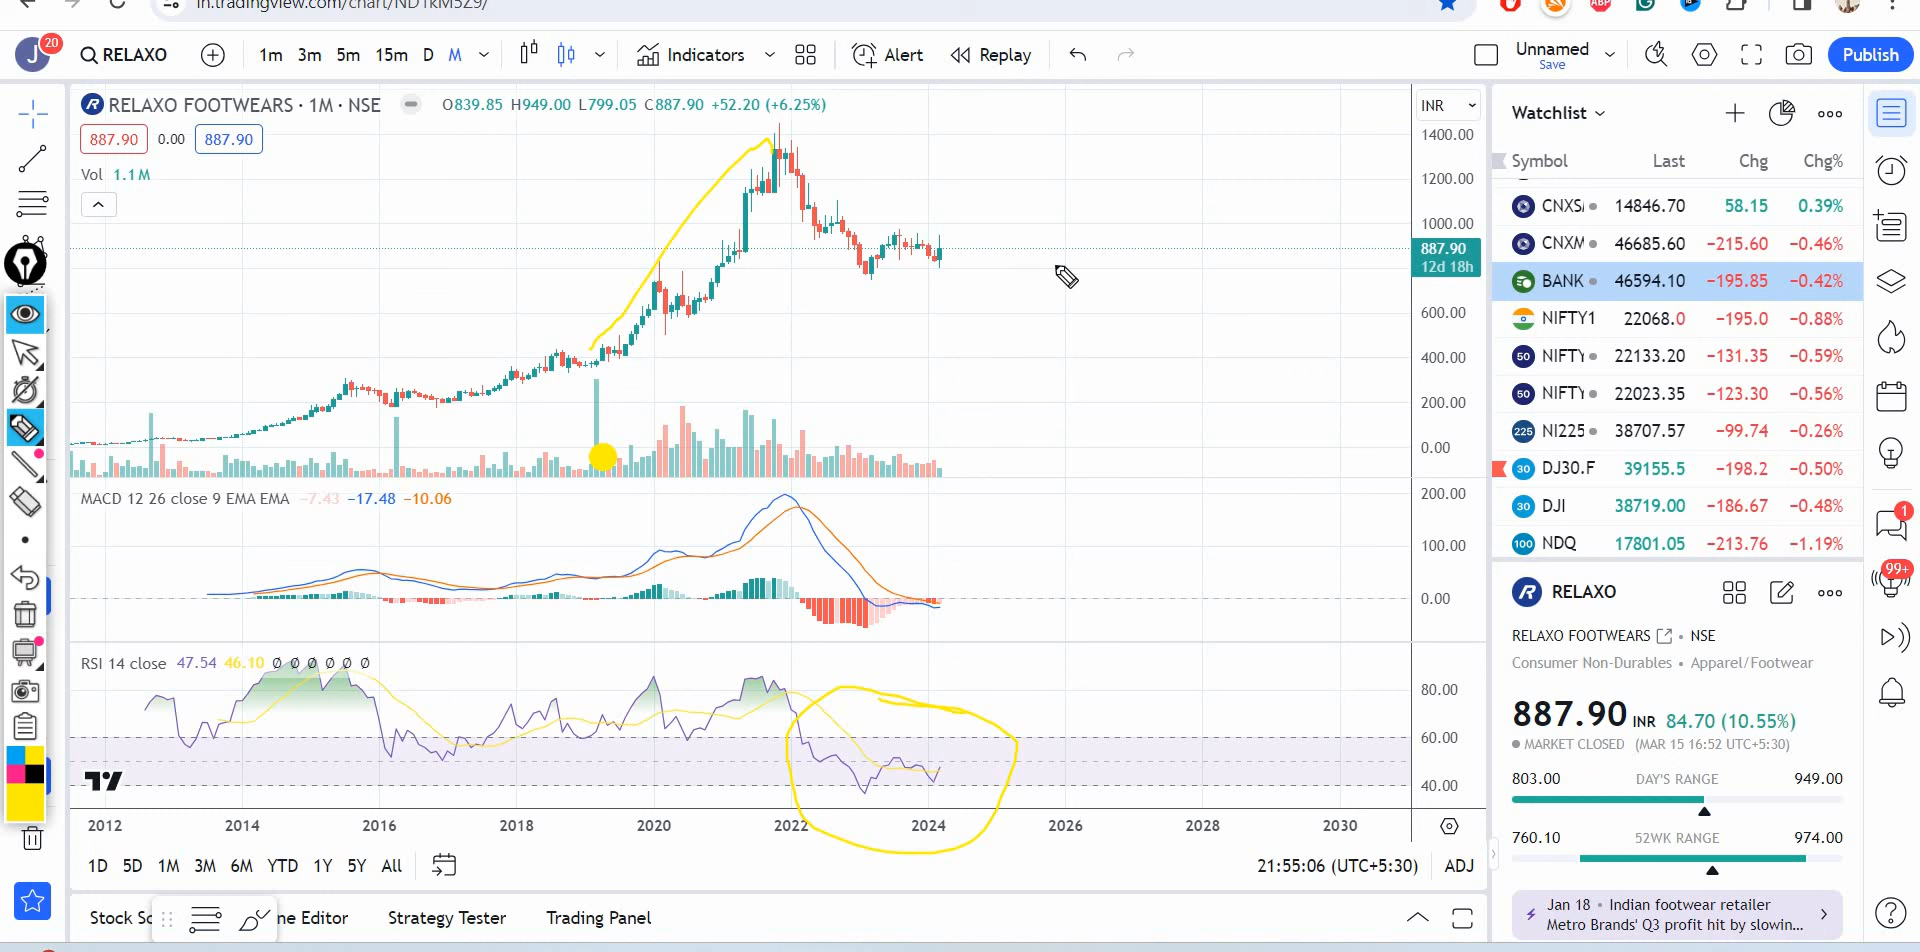 in.tradingview.com/chart/ND1kM5Z9/
J 20 RELAXO 1m 3m 5m 15m D M Indicators Alert Replay Unnamed Save Publish
RELAXO FOOTWEARS · 1M · NSE O839.85 H949.00 L799.05 C887.90 +52.20 (+6.25%) INR
887.90 0.00 887.90
Vol 1.1M
1400.00
1200.00
1000.00
887.90
12d 18h
600.00
400.00
200.00
0.00
MACD 12 26 close 9 EMA EMA −7.43 −17.48 −10.06
200.00
100.00
0.00
RSI 14 close 47.54 46.10 Ø Ø Ø Ø Ø Ø
80.00
60.00
40.00
2012 2014 2016 2018 2020 2022 2024 2026 2028 2030
1D 5D 1M 3M 6M YTD 1Y 5Y All 21:55:06 (UTC+5:30) ADJ
Stock Sc ne Editor Strategy Tester Trading Panel
Watchlist
Symbol Last Chg Chg%
CNXS 14846.70 58.15 0.39%
CNXM 46685.60 −215.60 −0.46%
BANK 46594.10 −195.85 −0.42%
NIFTY1 22068.0 −195.0 −0.88%
50 NIFTY 22133.20 −131.35 −0.59%
50 NIFTY 22023.35 −123.30 −0.56%
225 NI225 38707.57 −99.74 −0.26%
30 DJ30.F 39155.5 −198.2 −0.50%
30 DJI 38719.00 −186.67 −0.48%
100 NDQ 17801.05 −213.76 −1.19%
RELAXO
RELAXO FOOTWEARS • NSE
Consumer Non-Durables • Apparel/Footwear
887.90 INR 84.70 (10.55%)
MARKET CLOSED (MAR 15 16:52 UTC+5:30)
803.00 DAY'S RANGE 949.00
760.10 52WK RANGE 974.00
Jan 18 • Indian footwear retailer
Metro Brands' Q3 profit hit by slowin...
ABP
1
99+